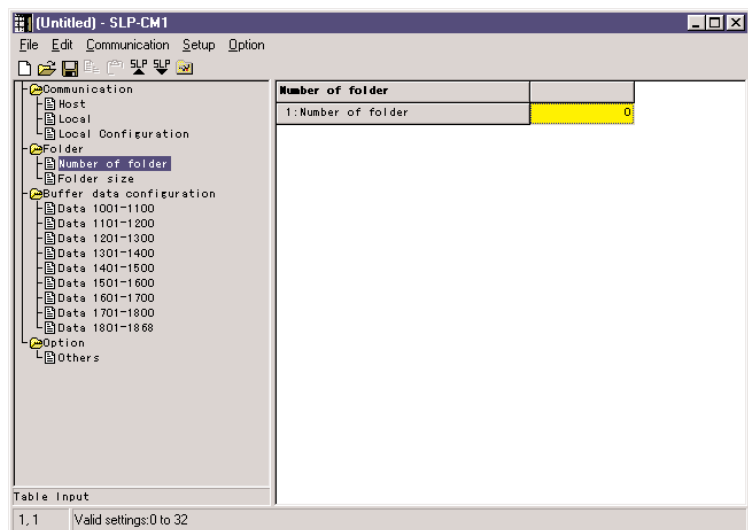 (Untitled) - SLP-CM1
File Edit Communication Setup Option
SLP SLP
Communication
Host
Local
Local Configuration
Folder
Number of folder
Folder size
Buffer data configuration
Data 1001-1100
Data 1101-1200
Data 1201-1300
Data 1301-1400
Data 1401-1500
Data 1501-1600
Data 1601-1700
Data 1701-1800
Data 1801-1868
Option
Others
Table Input
Number of folder
1:Number of folder 0
1, 1 Valid settings:0 to 32